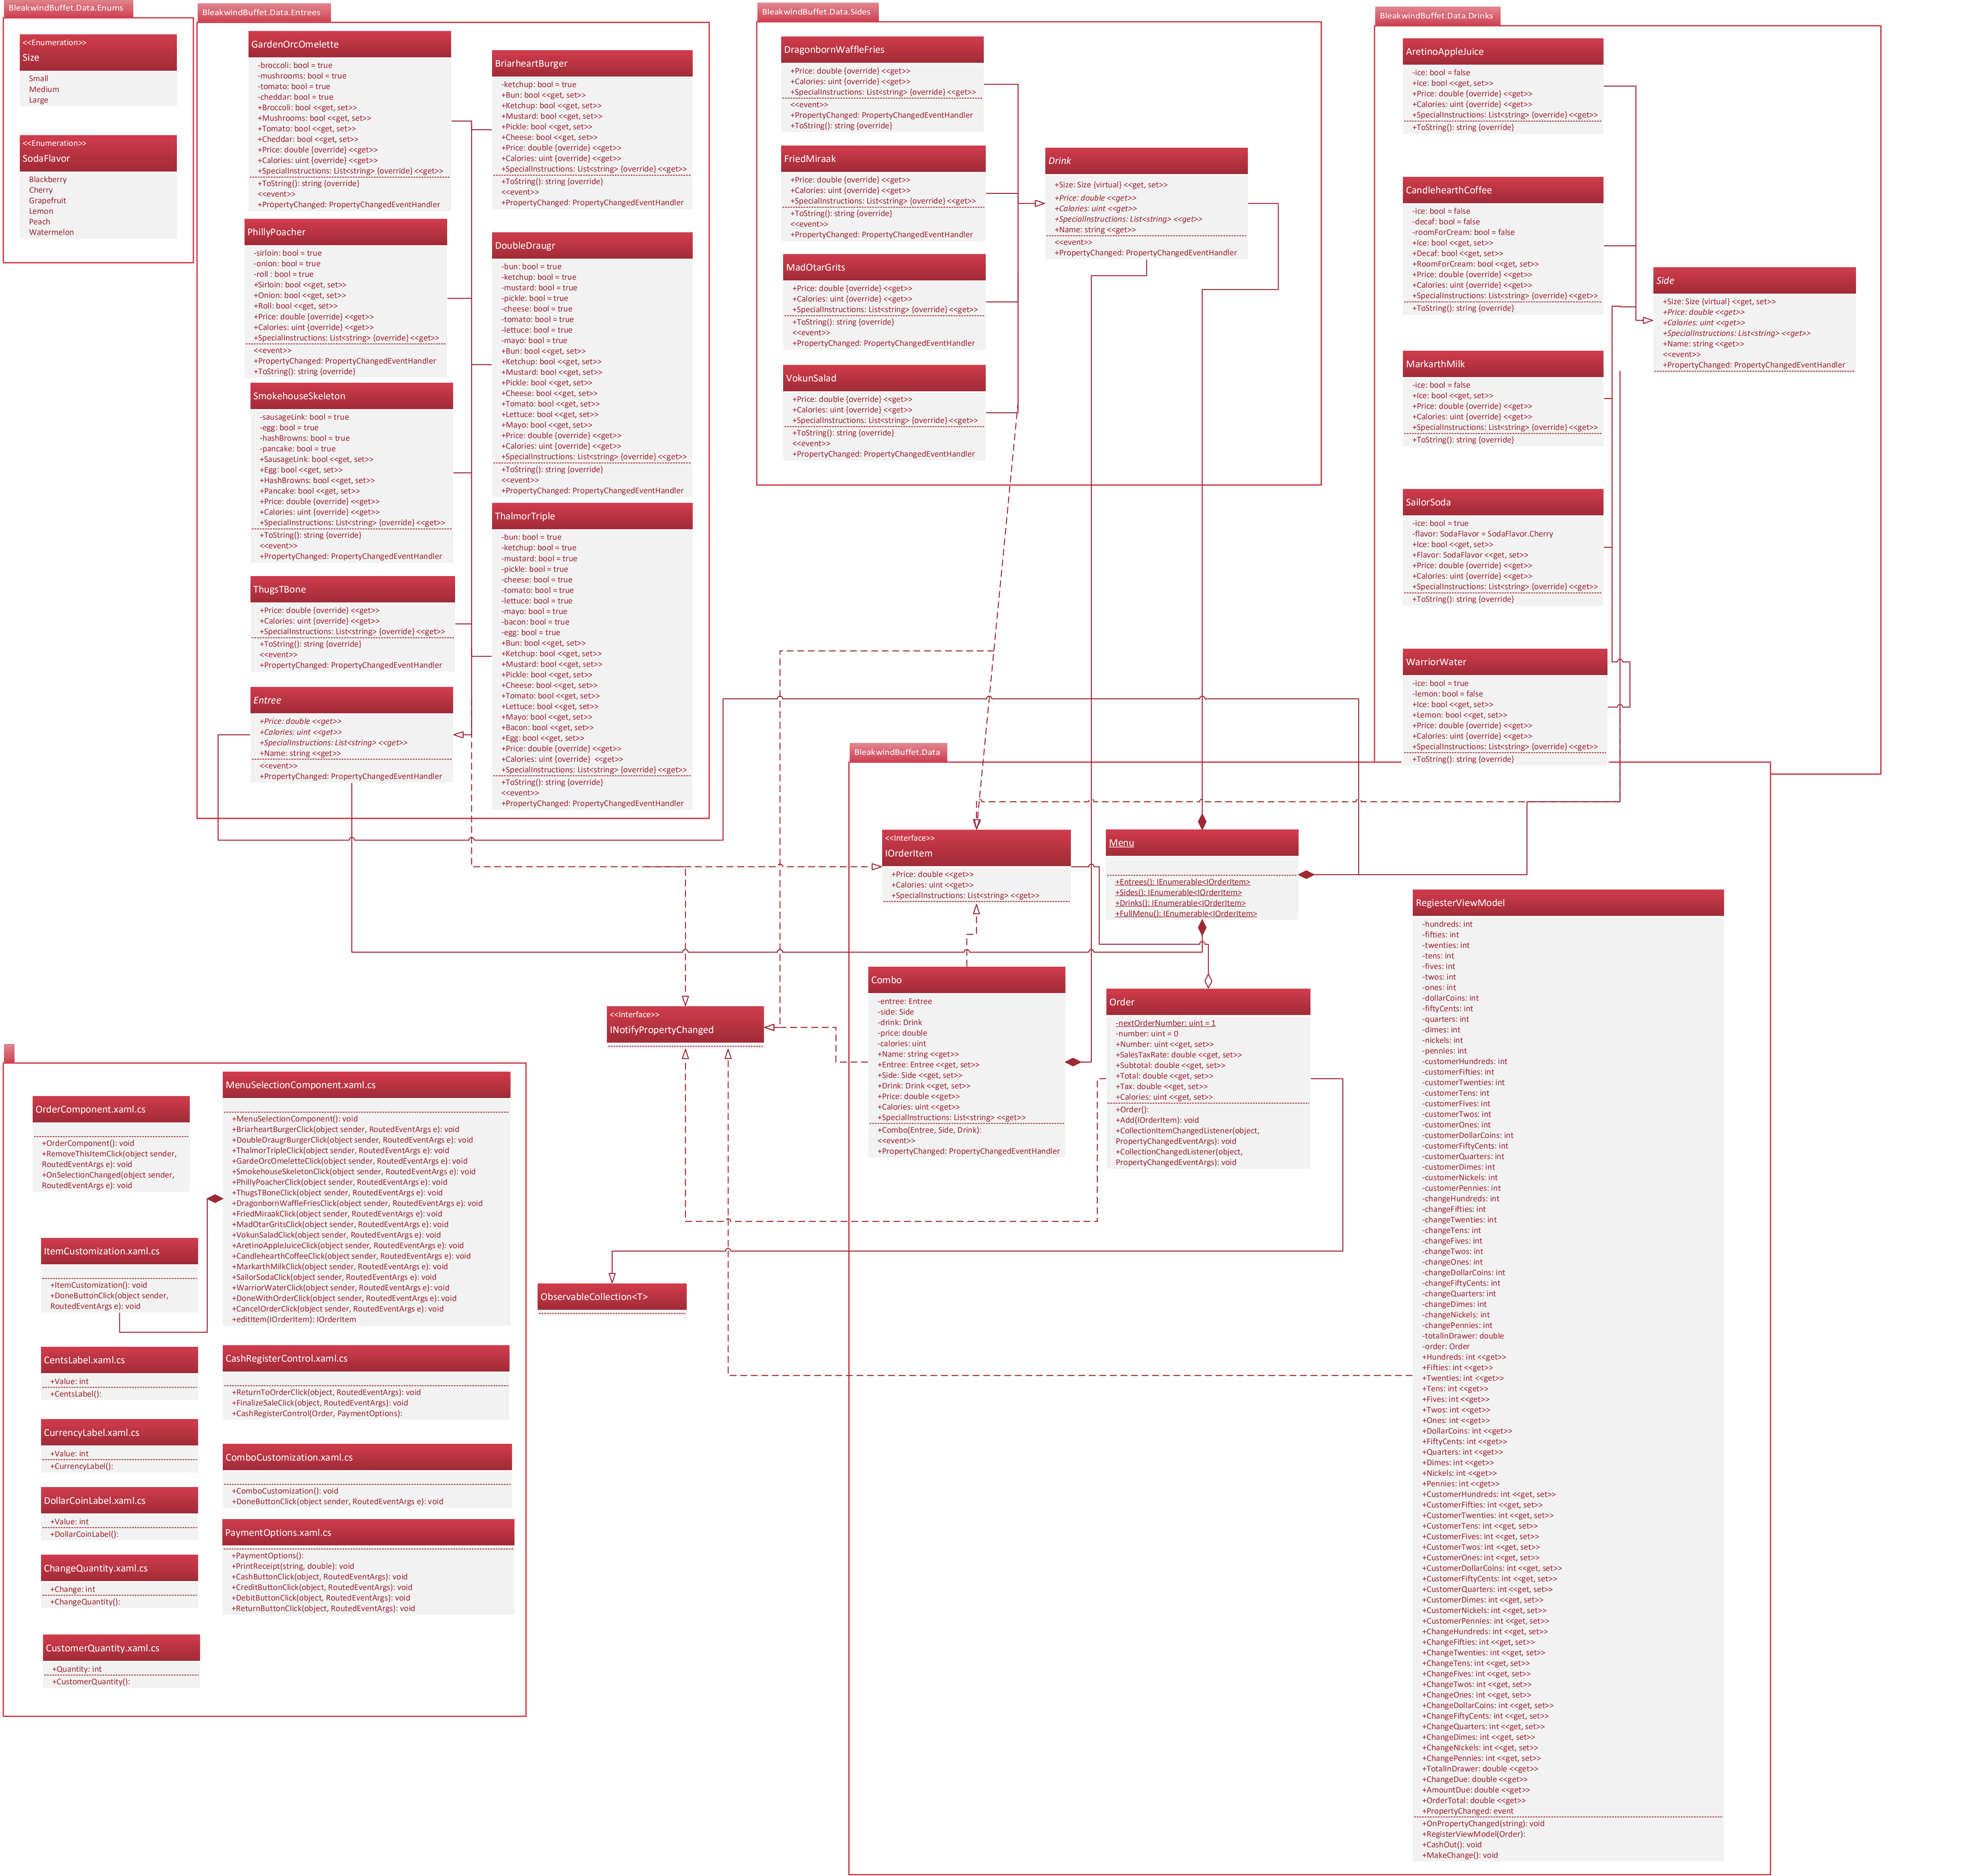 BleakwindBuffet.Data.Enums
<<Enumeration>>
Size
Small
Medium
Large
<<Enumeration>>
SodaFlavor
Blackberry
Cherry
Grapefruit
Lemon
Peach
Watermelon
BleakwindBuffet.Data.Entrees
GardenOrcOmelette
-broccoli: bool = true
-mushrooms: bool = true
-tomato: bool = true
-cheddar: bool = true
+Broccoli: bool <<get, set>>
+Mushrooms: bool <<get, set>>
+Tomato: bool <<get, set>>
+Cheddar: bool <<get, set>>
+Price: double {override} <<get>>
+Calories: uint {override} <<get>>
+SpecialInstructions: List<string> {override} <<get>>
+ToString(): string {override}
<<event>>
+PropertyChanged: PropertyChangedEventHandler
PhillyPoacher
-sirloin: bool = true
-onion: bool = true
-roll : bool = true
+Sirloin: bool <<get, set>>
+Onion: bool <<get, set>>
+Roll: bool <<get, set>>
+Price: double {override} <<get>>
+Calories: uint {override} <<get>>
+SpecialInstructions: List<string> {override} <<get>>
<<event>>
+PropertyChanged: PropertyChangedEventHandler
+ToString(): string {override}
SmokehouseSkeleton
-sausageLink: bool = true
-egg: bool = true
-hashBrowns: bool = true
-pancake: bool = true
+SausageLink: bool <<get, set>>
+Egg: bool <<get, set>>
+HashBrowns: bool <<get, set>>
+Pancake: bool <<get, set>>
+Price: double {override} <<get>>
+Calories: uint {override} <<get>>
+SpecialInstructions: List<string> {override} <<get>>
+ToString(): string {override}
<<event>>
+PropertyChanged: PropertyChangedEventHandler
ThugsTBone
+Price: double {override} <<get>>
+Calories: uint {override} <<get>>
+SpecialInstructions: List<string> {override} <<get>>
+ToString(): string {override}
<<event>>
+PropertyChanged: PropertyChangedEventHandler
Entree
+Price: double <<get>>
+Calories: uint <<get>>
+SpecialInstructions: List<string> <<get>>
+Name: string <<get>>
<<event>>
+PropertyChanged: PropertyChangedEventHandler
BriarheartBurger
-ketchup: bool = true
+Bun: bool <<get, set>>
+Ketchup: bool <<get, set>>
+Mustard: bool <<get, set>>
+Pickle: bool <<get, set>>
+Cheese: bool <<get, set>>
+Price: double {override} <<get>>
+Calories: uint {override} <<get>>
+SpecialInstructions: List<string> {override} <<get>>
+ToString(): string {override}
<<event>>
+PropertyChanged: PropertyChangedEventHandler
DoubleDraugr
-bun: bool = true
-ketchup: bool = true
-mustard: bool = true
-pickle: bool = true
-cheese: bool = true
-tomato: bool = true
-lettuce: bool = true
-mayo: bool = true
+Bun: bool <<get, set>>
+Ketchup: bool <<get, set>>
+Mustard: bool <<get, set>>
+Pickle: bool <<get, set>>
+Cheese: bool <<get, set>>
+Tomato: bool <<get, set>>
+Lettuce: bool <<get, set>>
+Mayo: bool <<get, set>>
+Price: double {override} <<get>>
+Calories: uint {override} <<get>>
+SpecialInstructions: List<string> {override} <<get>>
+ToString(): string {override}
<<event>>
+PropertyChanged: PropertyChangedEventHandler
ThalmorTriple
-bun: bool = true
-ketchup: bool = true
-mustard: bool = true
-pickle: bool = true
-cheese: bool = true
-tomato: bool = true
-lettuce: bool = true
-mayo: bool = true
-bacon: bool = true
-egg: bool = true
+Bun: bool <<get, set>>
+Ketchup: bool <<get, set>>
+Mustard: bool <<get, set>>
+Pickle: bool <<get, set>>
+Cheese: bool <<get, set>>
+Tomato: bool <<get, set>>
+Lettuce: bool <<get, set>>
+Mayo: bool <<get, set>>
+Bacon: bool <<get, set>>
+Egg: bool <<get, set>>
+Price: double {override} <<get>>
+Calories: uint {override} <<get>>
+SpecialInstructions: List<string> {override} <<get>>
+ToString(): string {override}
<<event>>
+PropertyChanged: PropertyChangedEventHandler
BleakwindBuffet.Data.Sides
DragonbornWaffleFries
+Price: double {override} <<get>>
+Calories: uint {override} <<get>>
+SpecialInstructions: List<string> {override} <<get>>
<<event>>
+PropertyChanged: PropertyChangedEventHandler
+ToString(): string {override}
FriedMiraak
+Price: double {override} <<get>>
+Calories: uint {override} <<get>>
+SpecialInstructions: List<string> {override} <<get>>
+ToString(): string {override}
<<event>>
+PropertyChanged: PropertyChangedEventHandler
MadOtarGrits
+Price: double {override} <<get>>
+Calories: uint {override} <<get>>
+SpecialInstructions: List<string> {override} <<get>>
+ToString(): string {override}
<<event>>
+PropertyChanged: PropertyChangedEventHandler
VokunSalad
+Price: double {override} <<get>>
+Calories: uint {override} <<get>>
+SpecialInstructions: List<string> {override} <<get>>
+ToString(): string {override}
<<event>>
+PropertyChanged: PropertyChangedEventHandler
Drink
+Size: Size {virtual} <<get, set>>
+Price: double <<get>>
+Calories: uint <<get>>
+SpecialInstructions: List<string> <<get>>
+Name: string <<get>>
<<event>>
+PropertyChanged: PropertyChangedEventHandler
BleakwindBuffet.Data.Drinks
AretinoAppleJuice
-ice: bool = false
+Ice: bool <<get, set>>
+Price: double {override} <<get>>
+Calories: uint {override} <<get>>
+SpecialInstructions: List<string> {override} <<get>>
+ToString(): string {override}
CandlehearthCoffee
-ice: bool = false
-decaf: bool = false
-roomForCream: bool = false
+Ice: bool <<get, set>>
+Decaf: bool <<get, set>>
+RoomForCream: bool <<get, set>>
+Price: double {override} <<get>>
+Calories: uint {override} <<get>>
+SpecialInstructions: List<string> {override} <<get>>
+ToString(): string {override}
MarkarthMilk
-ice: bool = false
+Ice: bool <<get, set>>
+Price: double {override} <<get>>
+Calories: uint {override} <<get>>
+SpecialInstructions: List<string> {override} <<get>>
+ToString(): string {override}
SailorSoda
-ice: bool = true
-flavor: SodaFlavor = SodaFlavor.Cherry
+Ice: bool <<get, set>>
+Flavor: SodaFlavor <<get, set>>
+Price: double {override} <<get>>
+Calories: uint {override} <<get>>
+SpecialInstructions: List<string> {override} <<get>>
+ToString(): string {override}
WarriorWater
-ice: bool = true
-lemon: bool = false
+Ice: bool <<get, set>>
+Lemon: bool <<get, set>>
+Price: double {override} <<get>>
+Calories: uint {override} <<get>>
+SpecialInstructions: List<string> {override} <<get>>
+ToString(): string {override}
Side
+Size: Size {virtual} <<get, set>>
+Price: double <<get>>
+Calories: uint <<get>>
+SpecialInstructions: List<string> <<get>>
+Name: string <<get>>
<<event>>
+PropertyChanged: PropertyChangedEventHandler
BleakwindBuffet.Data
<<Interface>>
IOrderItem
+Price: double <<get>>
+Calories: uint <<get>>
+SpecialInstructions: List<string> <<get>>
Menu
+Entrees(): IEnumerable<IOrderItem>
+Sides(): IEnumerable<IOrderItem>
+Drinks(): IEnumerable<IOrderItem>
+FullMenu(): IEnumerable<IOrderItem>
Combo
-entree: Entree
-side: Side
-drink: Drink
-price: double
-calories: uint
+Name: string <<get>>
+Entree: Entree <<get, set>>
+Side: Side <<get, set>>
+Drink: Drink <<get, set>>
+Price: double <<get>>
+Calories: uint <<get>>
+SpecialInstructions: List<string> <<get>>
+Combo(Entree, Side, Drink):
<<event>>
+PropertyChanged: PropertyChangedEventHandler
Order
-nextOrderNumber: uint = 1
-number: uint = 0
+Number: uint <<get, set>>
+SalesTaxRate: double <<get, set>>
+Subtotal: double <<get, set>>
+Total: double <<get, set>>
+Tax: double <<get, set>>
+Calories: uint <<get, set>>
+Order():
+Add(IOrderItem): void
+CollectionItemChangedListener(object,
PropertyChangedEventArgs): void
+CollectionChangedListener(object,
PropertyChangedEventArgs): void
RegiesterViewModel
-hundreds: int
-fifties: int
-twenties: int
-tens: int
-fives: int
-twos: int
-ones: int
-dollarCoins: int
-fiftyCents: int
-quarters: int
-dimes: int
-nickels: int
-pennies: int
-customerHundreds: int
-customerFifties: int
-customerTwenties: int
-customerTens: int
-customerFives: int
-customerTwos: int
-customerOnes: int
-customerDollarCoins: int
-customerFiftyCents: int
-customerQuarters: int
-customerDimes: int
-customerNickels: int
-customerPennies: int
-changeHundreds: int
-changeFifties: int
-changeTwenties: int
-changeTens: int
-changeFives: int
-changeTwos: int
-changeOnes: int
-changeDollarCoins: int
-changeFiftyCents: int
-changeQuarters: int
-changeDimes: int
-changeNickels: int
-changePennies: int
-totalInDrawer: double
-order: Order
+Hundreds: int <<get>>
+Fifties: int <<get>>
+Twenties: int <<get>>
+Tens: int <<get>>
+Fives: int <<get>>
+Twos: int <<get>>
+Ones: int <<get>>
+DollarCoins: int <<get>>
+FiftyCents: int <<get>>
+Quarters: int <<get>>
+Dimes: int <<get>>
+Nickels: int <<get>>
+Pennies: int <<get>>
+CustomerHundreds: int <<get, set>>
+CustomerFifties: int <<get, set>>
+CustomerTwenties: int <<get, set>>
+CustomerTens: int <<get, set>>
+CustomerFives: int <<get, set>>
+CustomerTwos: int <<get, set>>
+CustomerOnes: int <<get, set>>
+CustomerDollarCoins: int <<get, set>>
+CustomerFiftyCents: int <<get, set>>
+CustomerQuarters: int <<get, set>>
+CustomerDimes: int <<get, set>>
+CustomerNickels: int <<get, set>>
+CustomerPennies: int <<get, set>>
+ChangeHundreds: int <<get, set>>
+ChangeFifties: int <<get, set>>
+ChangeTwenties: int <<get, set>>
+ChangeTens: int <<get, set>>
+ChangeFives: int <<get, set>>
+ChangeTwos: int <<get, set>>
+ChangeOnes: int <<get, set>>
+ChangeDollarCoins: int <<get, set>>
+ChangeFiftyCents: int <<get, set>>
+ChangeQuarters: int <<get, set>>
+ChangeDimes: int <<get, set>>
+ChangeNickels: int <<get, set>>
+ChangePennies: int <<get, set>>
+TotalInDrawer: double <<get>>
+ChangeDue: double <<get>>
+AmountDue: double <<get>>
+OrderTotal: double <<get>>
+PropertyChanged: event
+OnPropertyChanged(string): void
+RegisterViewModel(Order):
+CashOut(): void
+MakeChange(): void
<<Interface>>
INotifyPropertyChanged
ObservableCollection<T>
OrderComponent.xaml.cs
+OrderComponent(): void
+RemoveThisItemClick(object sender,
RoutedEventArgs e): void
+OnSelectionChanged(object sender,
RoutedEventArgs e): void
ItemCustomization.xaml.cs
+ItemCustomization(): void
+DoneButtonClick(object sender,
RoutedEventArgs e): void
CentsLabel.xaml.cs
+Value: int
+CentsLabel():
CurrencyLabel.xaml.cs
+Value: int
+CurrencyLabel():
DollarCoinLabel.xaml.cs
+Value: int
+DollarCoinLabel():
ChangeQuantity.xaml.cs
+Change: int
+ChangeQuantity():
CustomerQuantity.xaml.cs
+Quantity: int
+CustomerQuantity():
MenuSelectionComponent.xaml.cs
+MenuSelectionComponent(): void
+BriarheartBurgerClick(object sender, RoutedEventArgs e): void
+DoubleDraugrBurgerClick(object sender, RoutedEventArgs e): void
+ThalmorTripleClick(object sender, RoutedEventArgs e): void
+GardeOrcOmeletteClick(object sender, RoutedEventArgs e): void
+SmokehouseSkeletonClick(object sender, RoutedEventArgs e): void
+PhillyPoacherClick(object sender, RoutedEventArgs e): void
+ThugsTBoneClick(object sender, RoutedEventArgs e): void
+DragonbornWaffleFriesClick(object sender, RoutedEventArgs e): void
+FriedMiraakClick(object sender, RoutedEventArgs e): void
+MadOtarGritsClick(object sender, RoutedEventArgs e): void
+VokunSaladClick(object sender, RoutedEventArgs e): void
+AretinoAppleJuiceClick(object sender, RoutedEventArgs e): void
+CandlehearthCoffeeClick(object sender, RoutedEventArgs e): void
+MarkarthMilkClick(object sender, RoutedEventArgs e): void
+SailorSodaClick(object sender, RoutedEventArgs e): void
+WarriorWaterClick(object sender, RoutedEventArgs e): void
+DoneWithOrderClick(object sender, RoutedEventArgs e): void
+CancelOrderClick(object sender, RoutedEventArgs e): void
+editItem(IOrderItem): IOrderItem
CashRegisterControl.xaml.cs
+ReturnToOrderClick(object, RoutedEventArgs): void
+FinalizeSaleClick(object, RoutedEventArgs): void
+CashRegisterControl(Order, PaymentOptions):
ComboCustomization.xaml.cs
+ComboCustomization(): void
+DoneButtonClick(object sender, RoutedEventArgs e): void
PaymentOptions.xaml.cs
+PaymentOptions():
+PrintReceipt(string, double): void
+CashButtonClick(object, RoutedEventArgs): void
+CreditButtonClick(object, RoutedEventArgs): void
+DebitButtonClick(object, RoutedEventArgs): void
+ReturnButtonClick(object, RoutedEventArgs): void